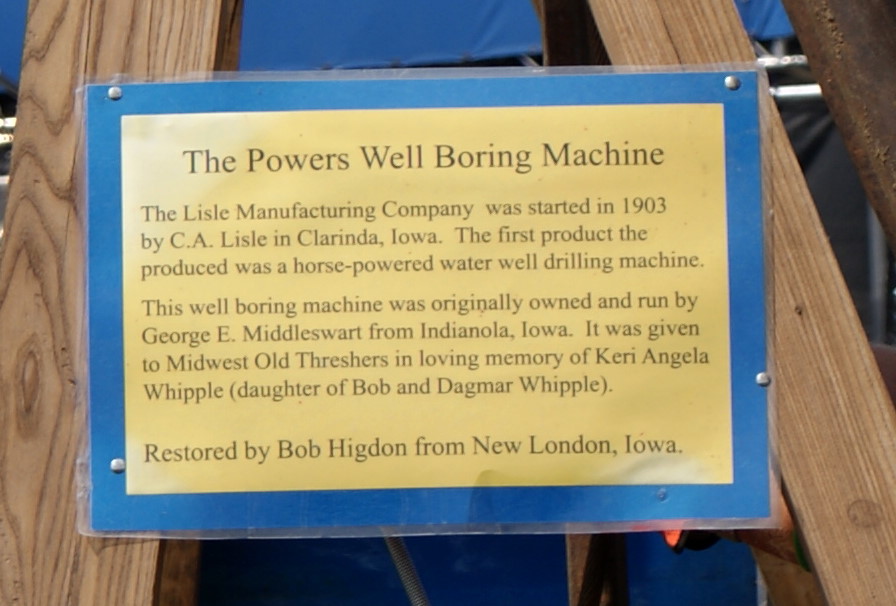 The Powers Well Boring Machine
The Lisle Manufacturing Company was started in 1903
by C.A. Lisle in Clarinda, Iowa. The first product the
produced was a horse-powered water well drilling machine.
This well boring machine was originally owned and run by
George E. Middleswart from Indianola, Iowa. It was given
to Midwest Old Threshers in loving memory of Keri Angela
Whipple (daughter of Bob and Dagmar Whipple).
Restored by Bob Higdon from New London, Iowa.